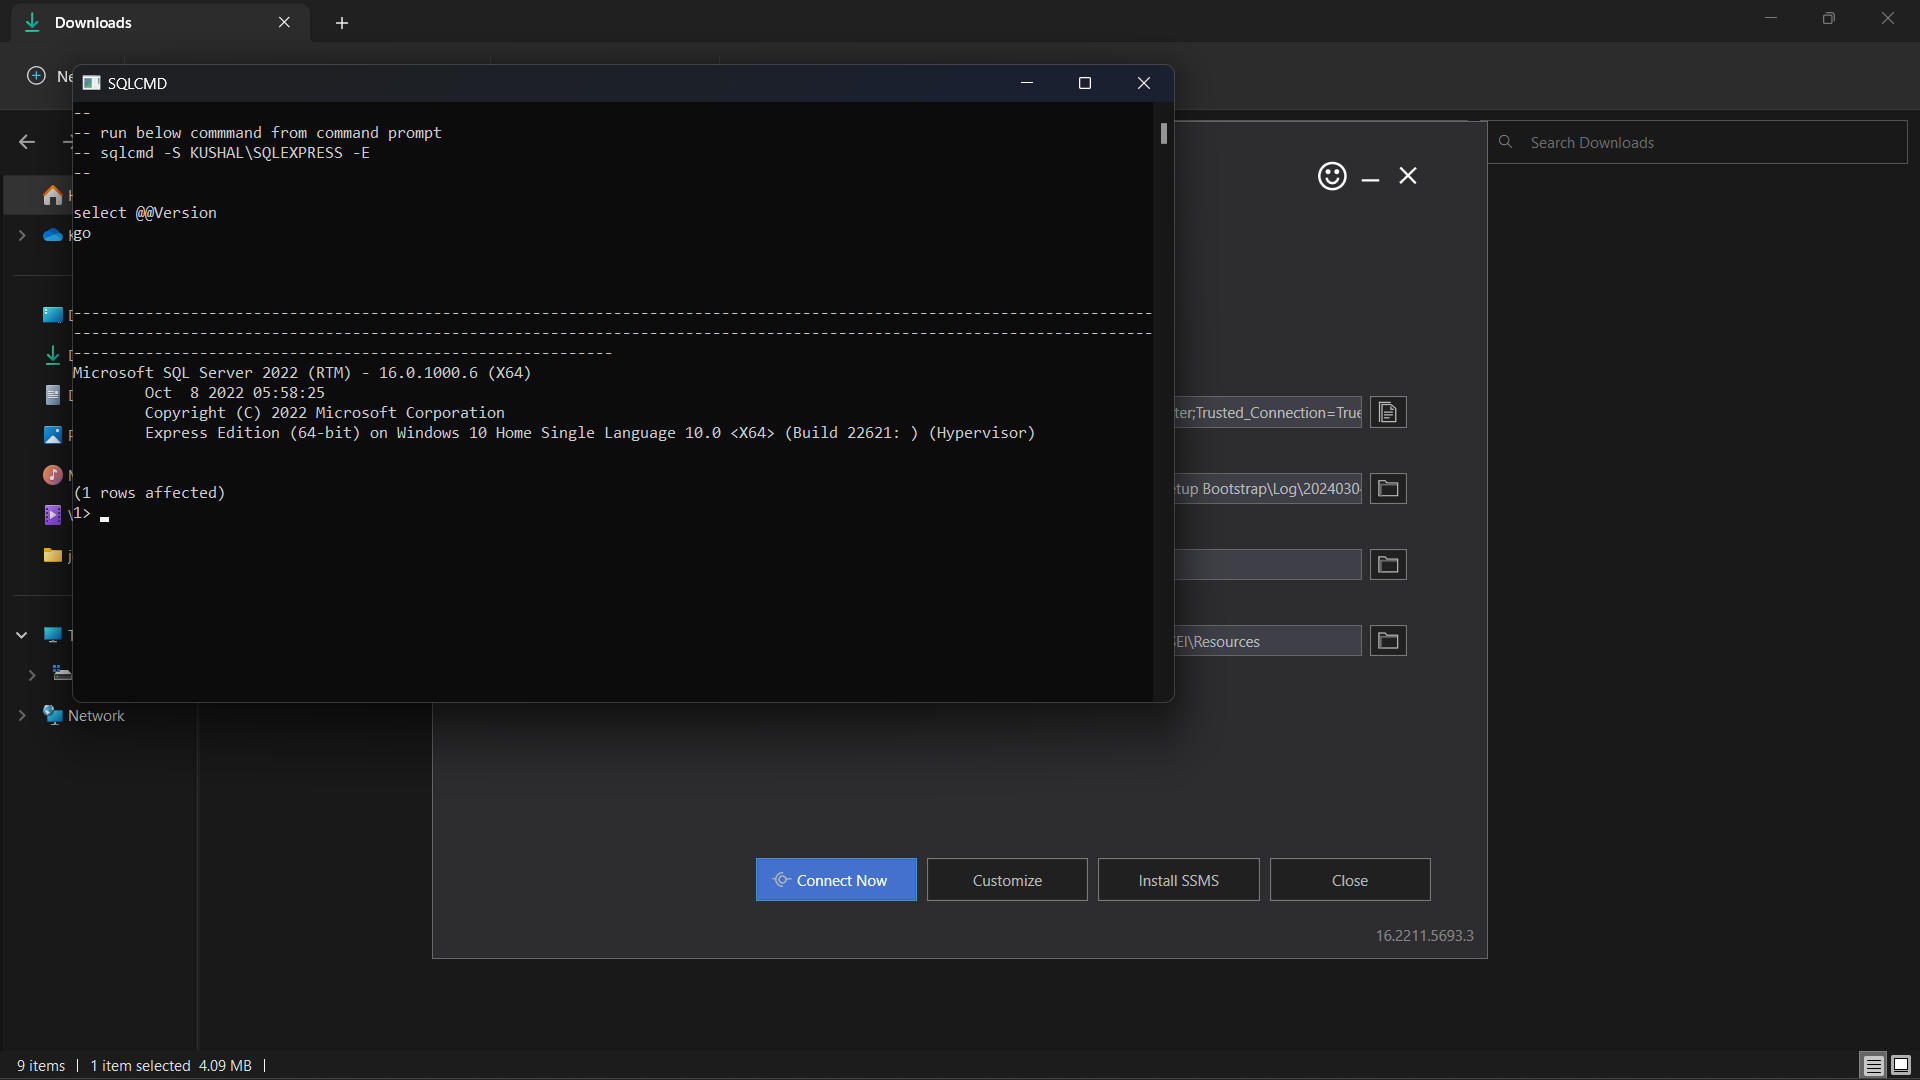 Downloads
SQLCMD
--
-- run below commmand from command prompt
-- sqlcmd -S KUSHAL\SQLEXPRESS -E
--
Search Downloads
select @@Version
go
------------------------------------------------------------------------------------------------------------------------
------------------------------------------------------------------------------------------------------------------------
------------------------------------------------------------
Microsoft SQL Server 2022 (RTM) - 16.0.1000.6 (X64)
Oct 8 2022 05:58:25
Copyright (C) 2022 Microsoft Corporation
Express Edition (64-bit) on Windows 10 Home Single Language 10.0 <X64> (Build 22621: ) (Hypervisor)
(1 rows affected)
1>
ter;Trusted_Connection=True
tup Bootstrap\Log\2024030
EI\Resources
Network
Connect Now
Customize
Install SSMS
Close
16.2211.5693.3
9 items
1 item selected 4.09 MB